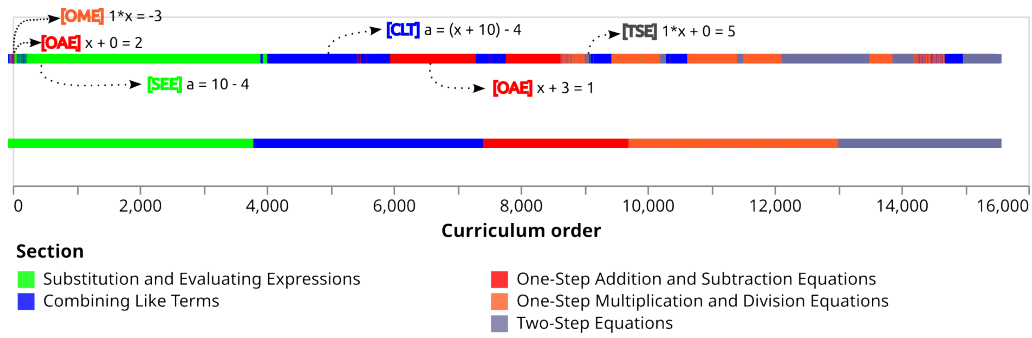 [OME] 1*x = -3
[OAE] x + 0 = 2
[SEE] a = 10 - 4
[CLT] a = (x + 10) - 4
[OAE] x + 3 = 1
[TSE] 1*x + 0 = 5
0 2,000 4,000 6,000 8,000 10,000 12,000 14,000 16,000
Curriculum order
Section
Substitution and Evaluating Expressions
Combining Like Terms
One-Step Addition and Subtraction Equations
One-Step Multiplication and Division Equations
Two-Step Equations